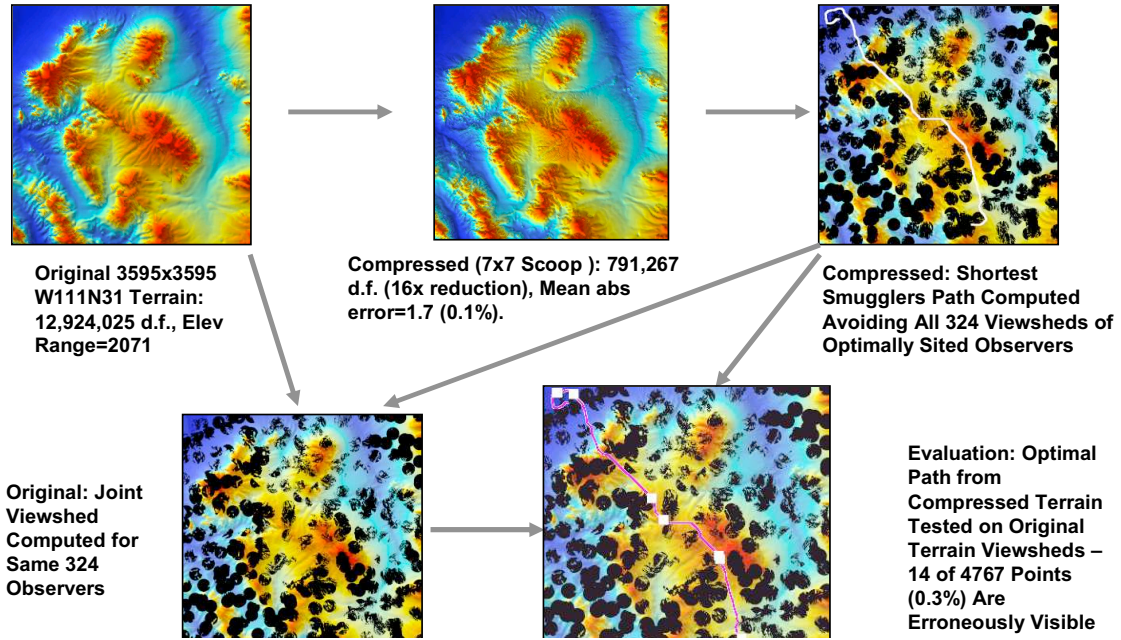 Original 3595x3595
W111N31 Terrain:
12,924,025 d.f., Elev
Range=2071
Compressed (7x7 Scoop ): 791,267
d.f. (16x reduction), Mean abs
error=1.7 (0.1%).
Compressed: Shortest
Smugglers Path Computed
Avoiding All 324 Viewsheds of
Optimally Sited Observers
Original: Joint
Viewshed
Computed for
Same 324
Observers
Evaluation: Optimal
Path from
Compressed Terrain
Tested on Original
Terrain Viewsheds –
14 of 4767 Points
(0.3%) Are
Erroneously Visible